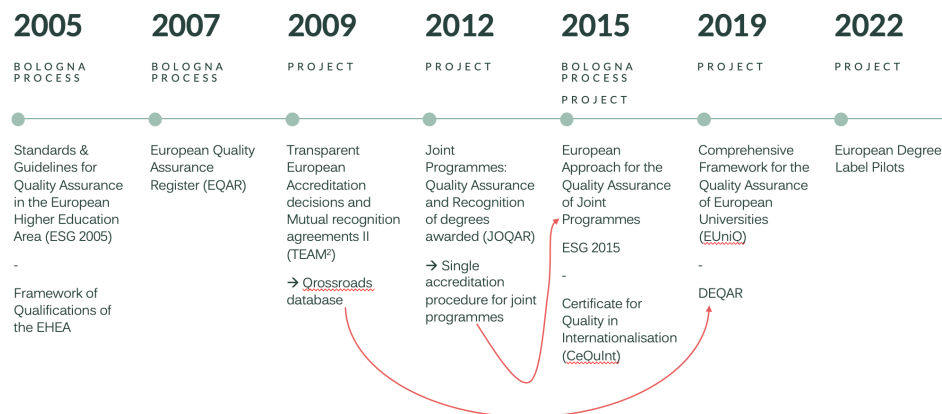 2005
BOLOGNA
PROCESS
Standards &
Guidelines for
Quality Assurance
in the European
Higher Education
Area (ESG 2005)
-
Framework of
Qualifications of
the EHEA
2007
BOLOGNA
PROCESS
European Quality
Assurance
Register (EQAR)
2009
PROJECT
Transparent
European
Accreditation
decisions and
Mutual recognition
agreements II
(TEAM²)
→ Qrossroads
database
2012
PROJECT
Joint
Programmes:
Quality Assurance
and Recognition
of degrees
awarded (JOQAR)
→ Single
accreditation
procedure for joint
programmes
2015
BOLOGNA
PROCESS
PROJECT
European
Approach for the
Quality Assurance
of Joint
Programmes
ESG 2015
-
Certificate for
Quality in
Internationalisation
(CeQuInt)
2019
PROJECT
Comprehensive
Framework for the
Quality Assurance
of European
Universities
(EUniQ)
-
DEQAR
2022
PROJECT
European Degree
Label Pilots